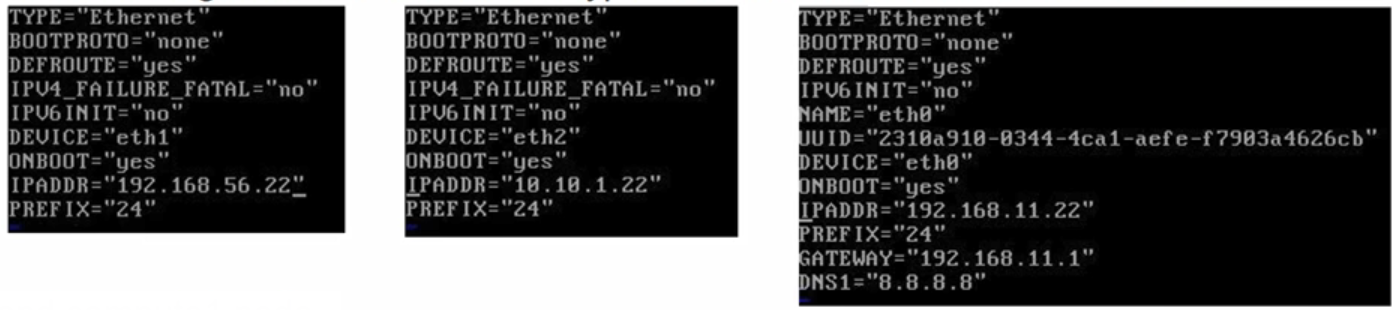 TYPE="Ethernet"
BOOTPROTO="none"
DEFROUTE="yes"
IPV4_FAILURE_FATAL="no"
IPV6INIT="no"
DEVICE="eth1"
ONBOOT="yes"
IPADDR="192.168.56.22"
PREFIX="24"
TYPE="Ethernet"
BOOTPROTO="none"
DEFROUTE="yes"
IPV4_FAILURE_FATAL="no"
IPV6INIT="no"
DEVICE="eth2"
ONBOOT="yes"
IPADDR="10.10.1.22"
PREFIX="24"
TYPE="Ethernet"
BOOTPROTO="none"
DEFROUTE="yes"
IPV6INIT="no"
NAME="eth0"
UUID="2310a910-0344-4ca1-aefe-f7903a4626cb"
DEVICE="eth0"
ONBOOT="yes"
IPADDR="192.168.11.22"
PREFIX="24"
GATEWAY="192.168.11.1"
DNS1="8.8.8.8"